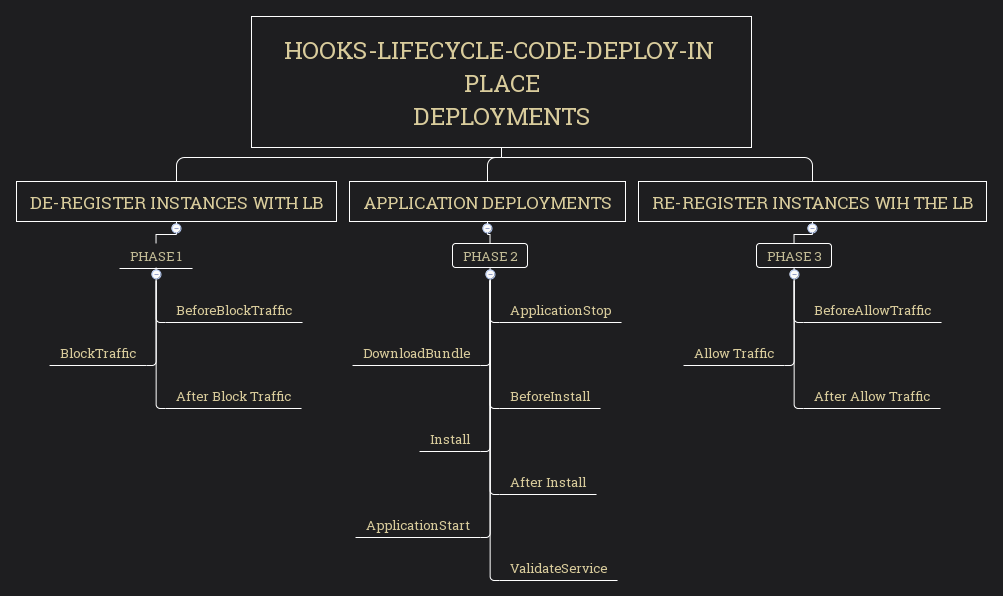 HOOKS-LIFECYCLE-CODE-DEPLOY-IN
PLACE
DEPLOYMENTS
DE-REGISTER INSTANCES WITH LB
APPLICATION DEPLOYMENTS
RE-REGISTER INSTANCES WIH THE LB
PHASE 1
PHASE 2
PHASE 3
BeforeBlockTraffic
ApplicationStop
BeforeAllowTraffic
BlockTraffic
DownloadBundle
Allow Traffic
After Block Traffic
BeforeInstall
After Allow Traffic
Install
After Install
ApplicationStart
ValidateService